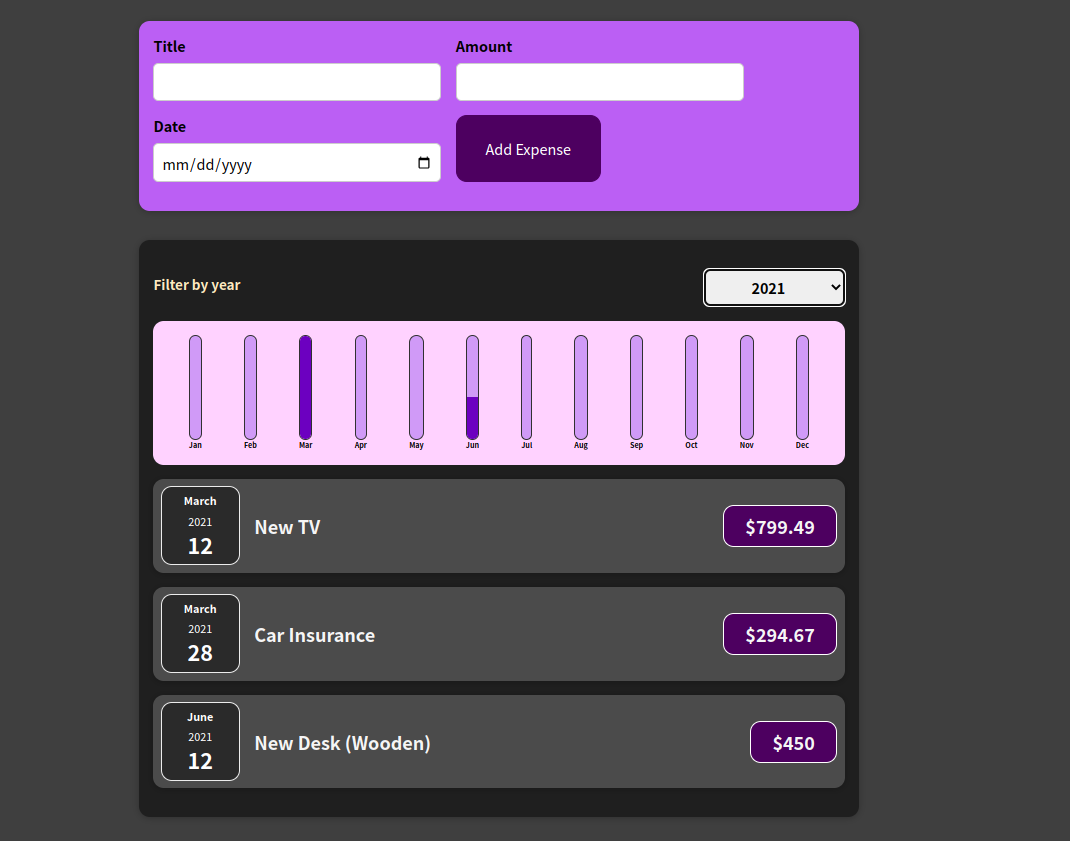 Title Amount
Date
mm/dd/yyyy Add Expense
Filter by year 2021
Jan Feb Mar Apr May Jun Jul Aug Sep Oct Nov Dec
March
2021
12
New TV
$799.49
March
2021
28
Car Insurance
$294.67
June
2021
12
New Desk (Wooden)
$450